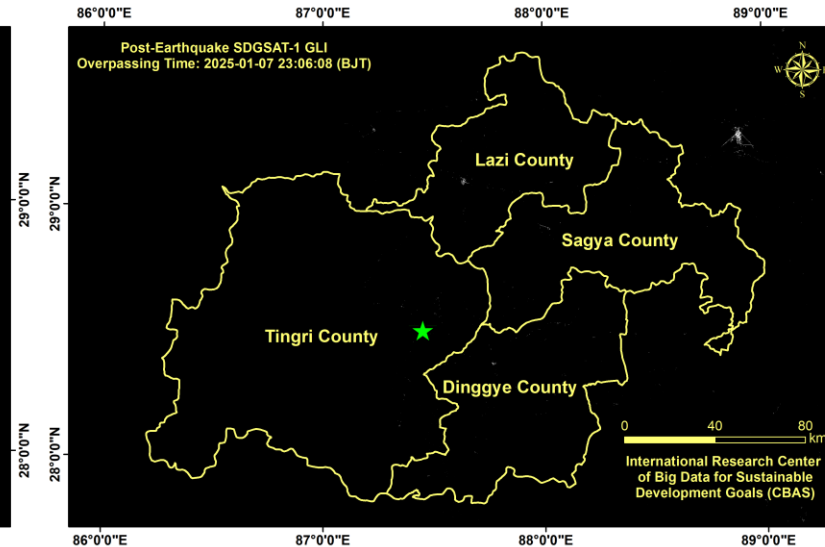 86°0'0"E 87°0'0"E 88°0'0"E 89°0'0"E
Post-Earthquake SDGSAT-1 GLI
Overpassing Time: 2025-01-07 23:06:08 (BJT)
N
W
S
Lazi County
29°0'0"N 29°0'0"N
Sagya County
Tingri County
Dinggye County
0 40 80
km
28°0'0"N 28°0'0"N
International Research Center
of Big Data for Sustainable
Development Goals (CBAS)
86°0'0"E 87°0'0"E 88°0'0"E 89°0'0"E